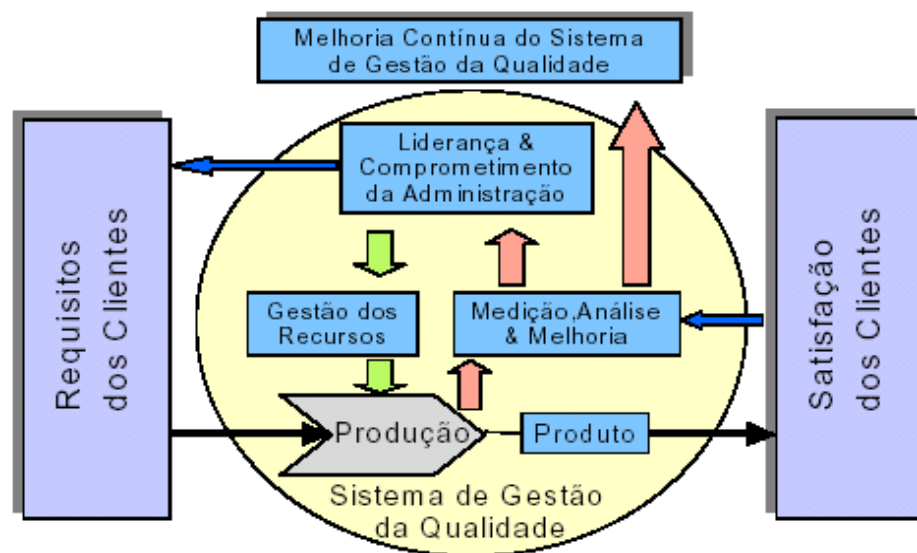 Melhoria Contínua do Sistema
de Gestão da Qualidade
Requisitos
dos Clientes
Liderança &
Comprometimento
da Administração
Gestão dos
Recursos
Medição,Análise
& Melhoria
Produção
Produto
Sistema de Gestão
da Qualidade
Satisfação
dos Clientes